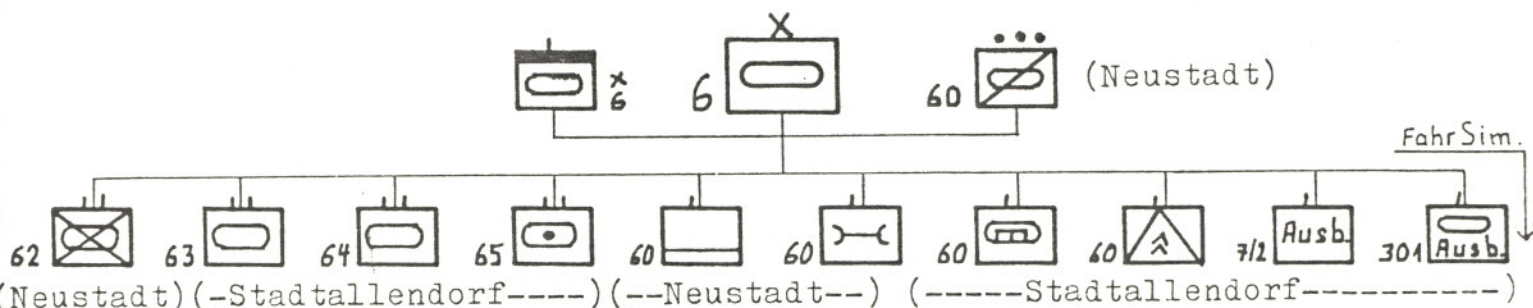 X
6
6
60
(Neustadt)
Fahr Sim.
62
63
64
65
60
60
60
60
7/2
Ausb.
301
Ausb.
(Neustadt)(-Stadtallendorf----)(--Neustadt--) (-----Stadtallendorf----------)